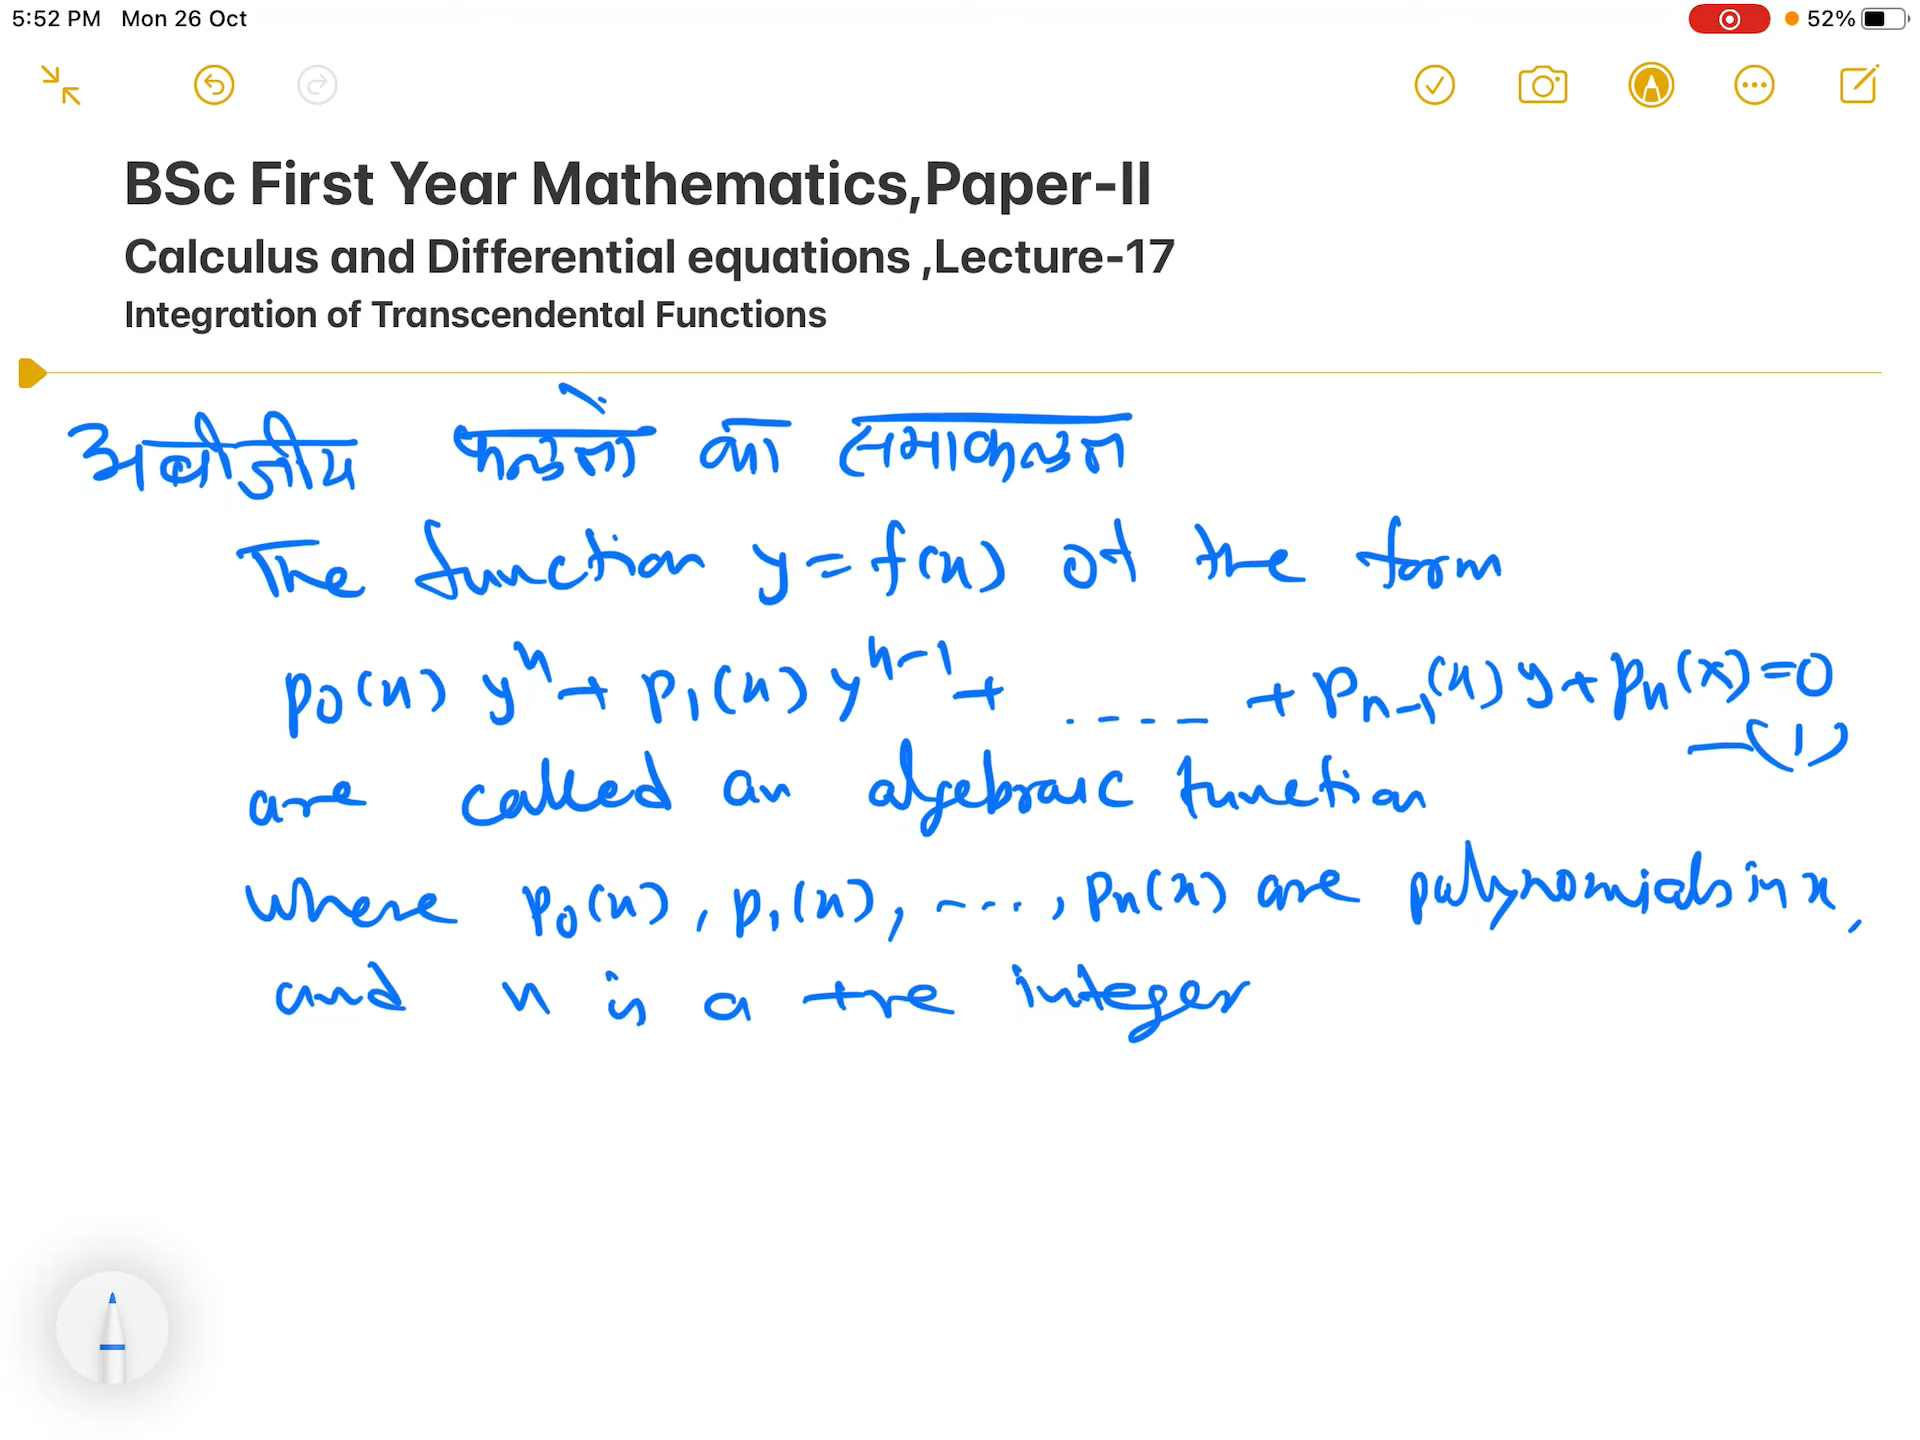 5:52 PM Mon 26 Oct 52%
BSc First Year Mathematics,Paper-II
Calculus and Differential equations ,Lecture-17
Integration of Transcendental Functions
अबीजीय फलनों का समाकलन
The function y = f(x) of the form
p₀(x) yⁿ + p₁(x) yⁿ⁻¹ + ..... + pₙ₋₁(x) y + pₙ(x) = 0
—(1)
are called an algebraic function
where p₀(x), p₁(x), ...., pₙ(x) are polynomials in x,
and n is a +ve integer